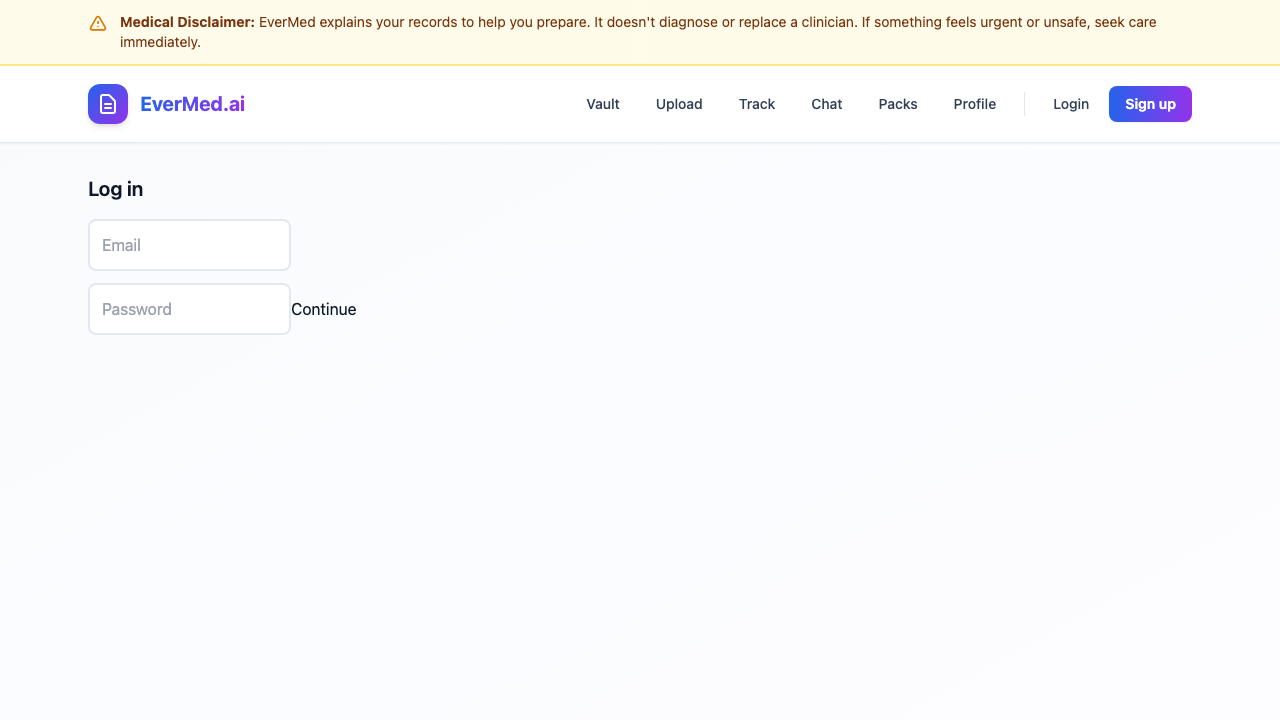 Medical Disclaimer: EverMed explains your records to help you prepare. It doesn't diagnose or replace a clinician. If something feels urgent or unsafe, seek care
immediately.
EverMed.ai
Vault Upload Track Chat Packs Profile Login Sign up
Log in
Email
Password
Continue